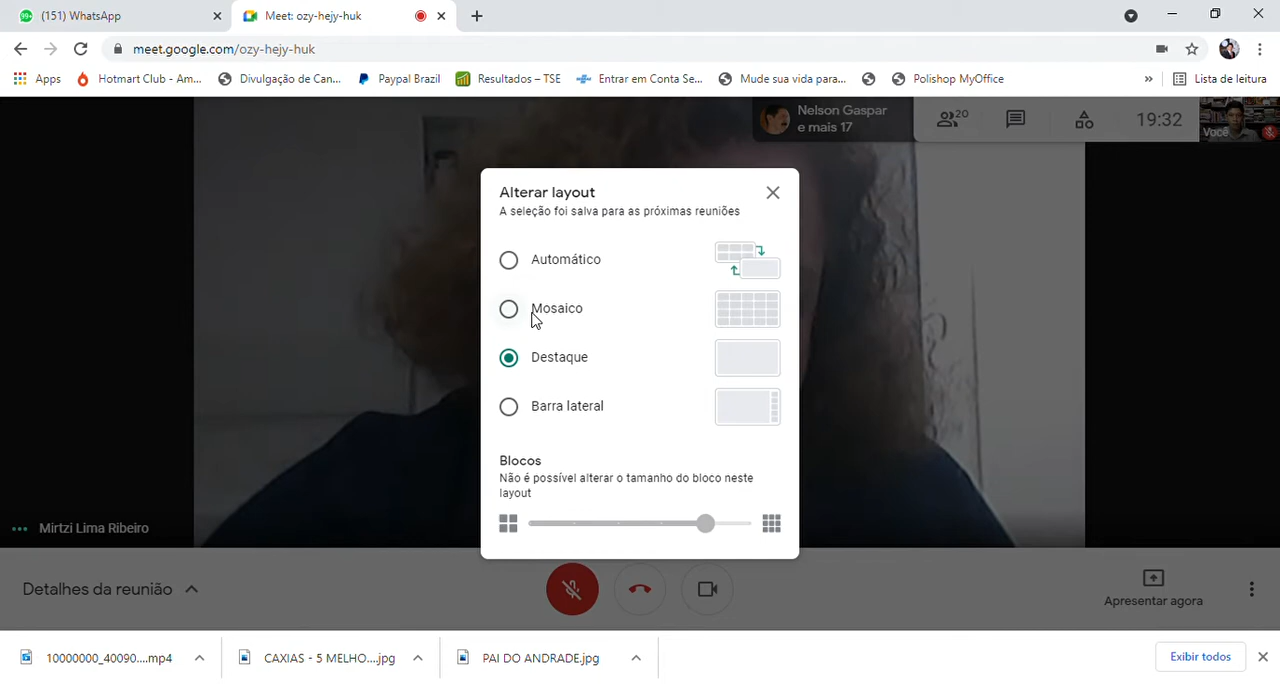 99+ (151) WhatsApp
Meet: ozy-hejy-huk
meet.google.com/ozy-hejy-huk
Apps
Hotmart Club - Am...
Divulgação de Can...
Paypal Brazil
Resultados – TSE
Entrar em Conta Se...
Mude sua vida para...
Polishop MyOffice
»
Lista de leitura
Nelson Gaspar
e mais 17
20
19:32
Você
Alterar layout
A seleção foi salva para as próximas reuniões
Automático
Mosaico
Destaque
Barra lateral
Blocos
Não é possível alterar o tamanho do bloco neste
layout
Mirtzi Lima Ribeiro
Detalhes da reunião
Apresentar agora
10000000_40090....mp4
CAXIAS - 5 MELHO....jpg
PAI DO ANDRADE.jpg
Exibir todos